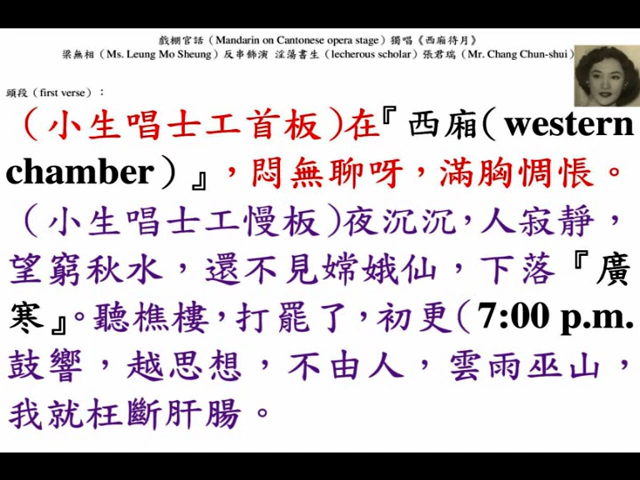 戲棚官話（Mandarin on Cantonese opera stage）獨唱《西廂待月》
梁無相（Ms. Leung Mo Sheung）反串飾演 淫蕩書生（lecherous scholar）張君瑞（Mr. Chang Chun-shui）
頭段（first verse）：
（小生唱士工首板）在『西廂（western
chamber）』，悶無聊呀，滿胸惆悵。
（小生唱士工慢板）夜沉沉，人寂靜，
望窮秋水，還不見嫦娥仙，下落『廣
寒』。聽樵樓，打罷了，初更（7:00 p.m.
鼓響，越思想，不由人，雲雨巫山，
我就枉斷肝腸。